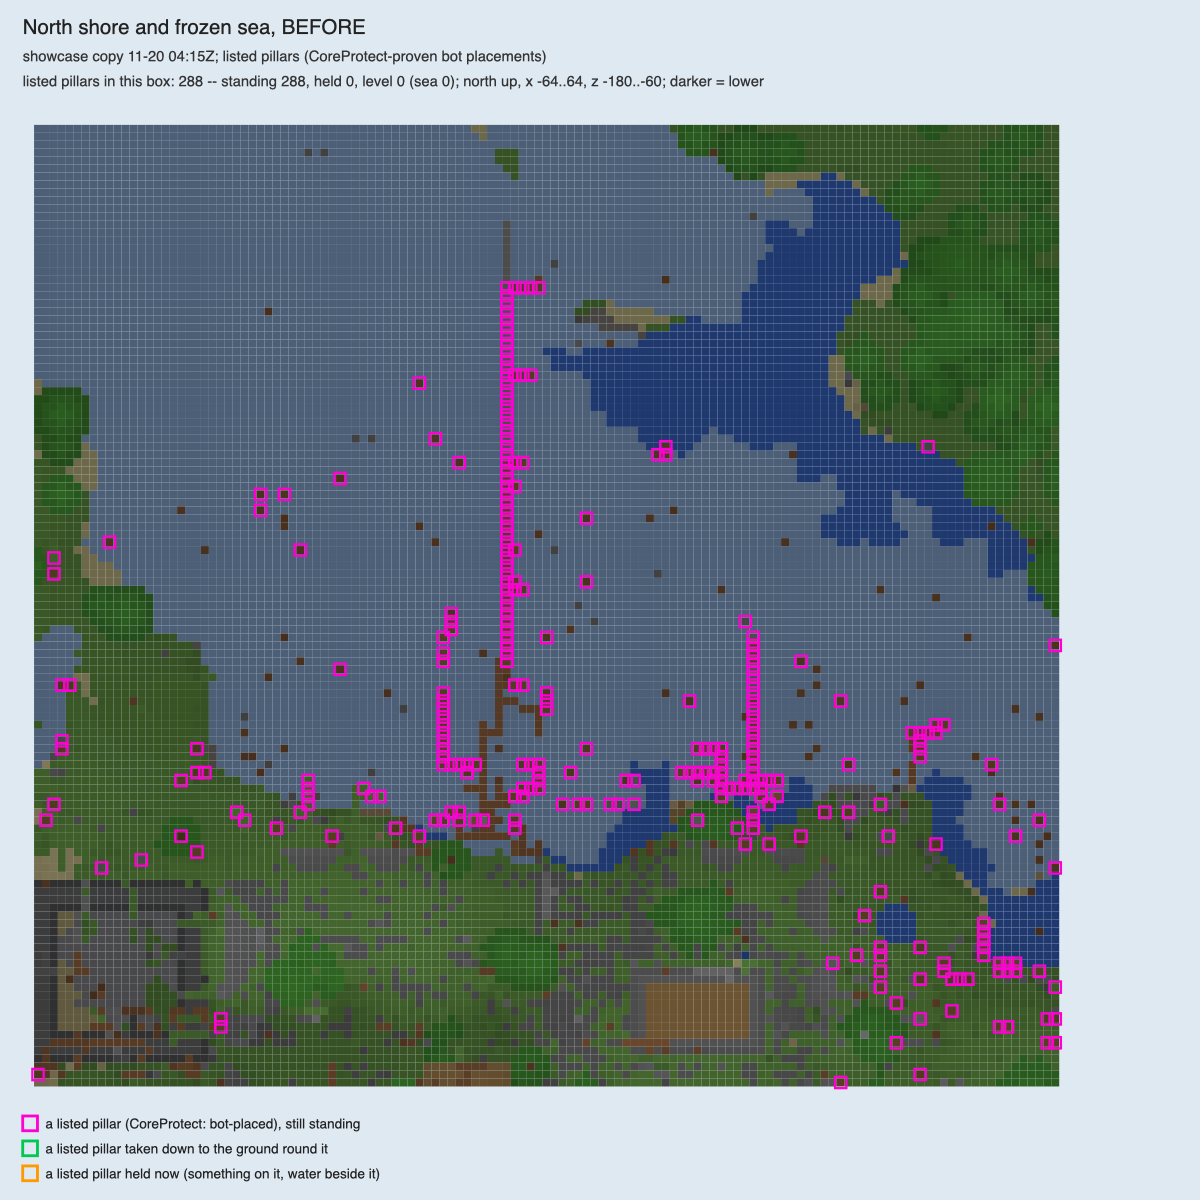 North shore and frozen sea, BEFORE
showcase copy 11-20 04:15Z; listed pillars (CoreProtect-proven bot placements)
listed pillars in this box: 288 -- standing 288, held 0, level 0 (sea 0); north up, x -64..64, z -180..-60; darker = lower
a listed pillar (CoreProtect: bot-placed), still standing
a listed pillar taken down to the ground round it
a listed pillar held now (something on it, water beside it)